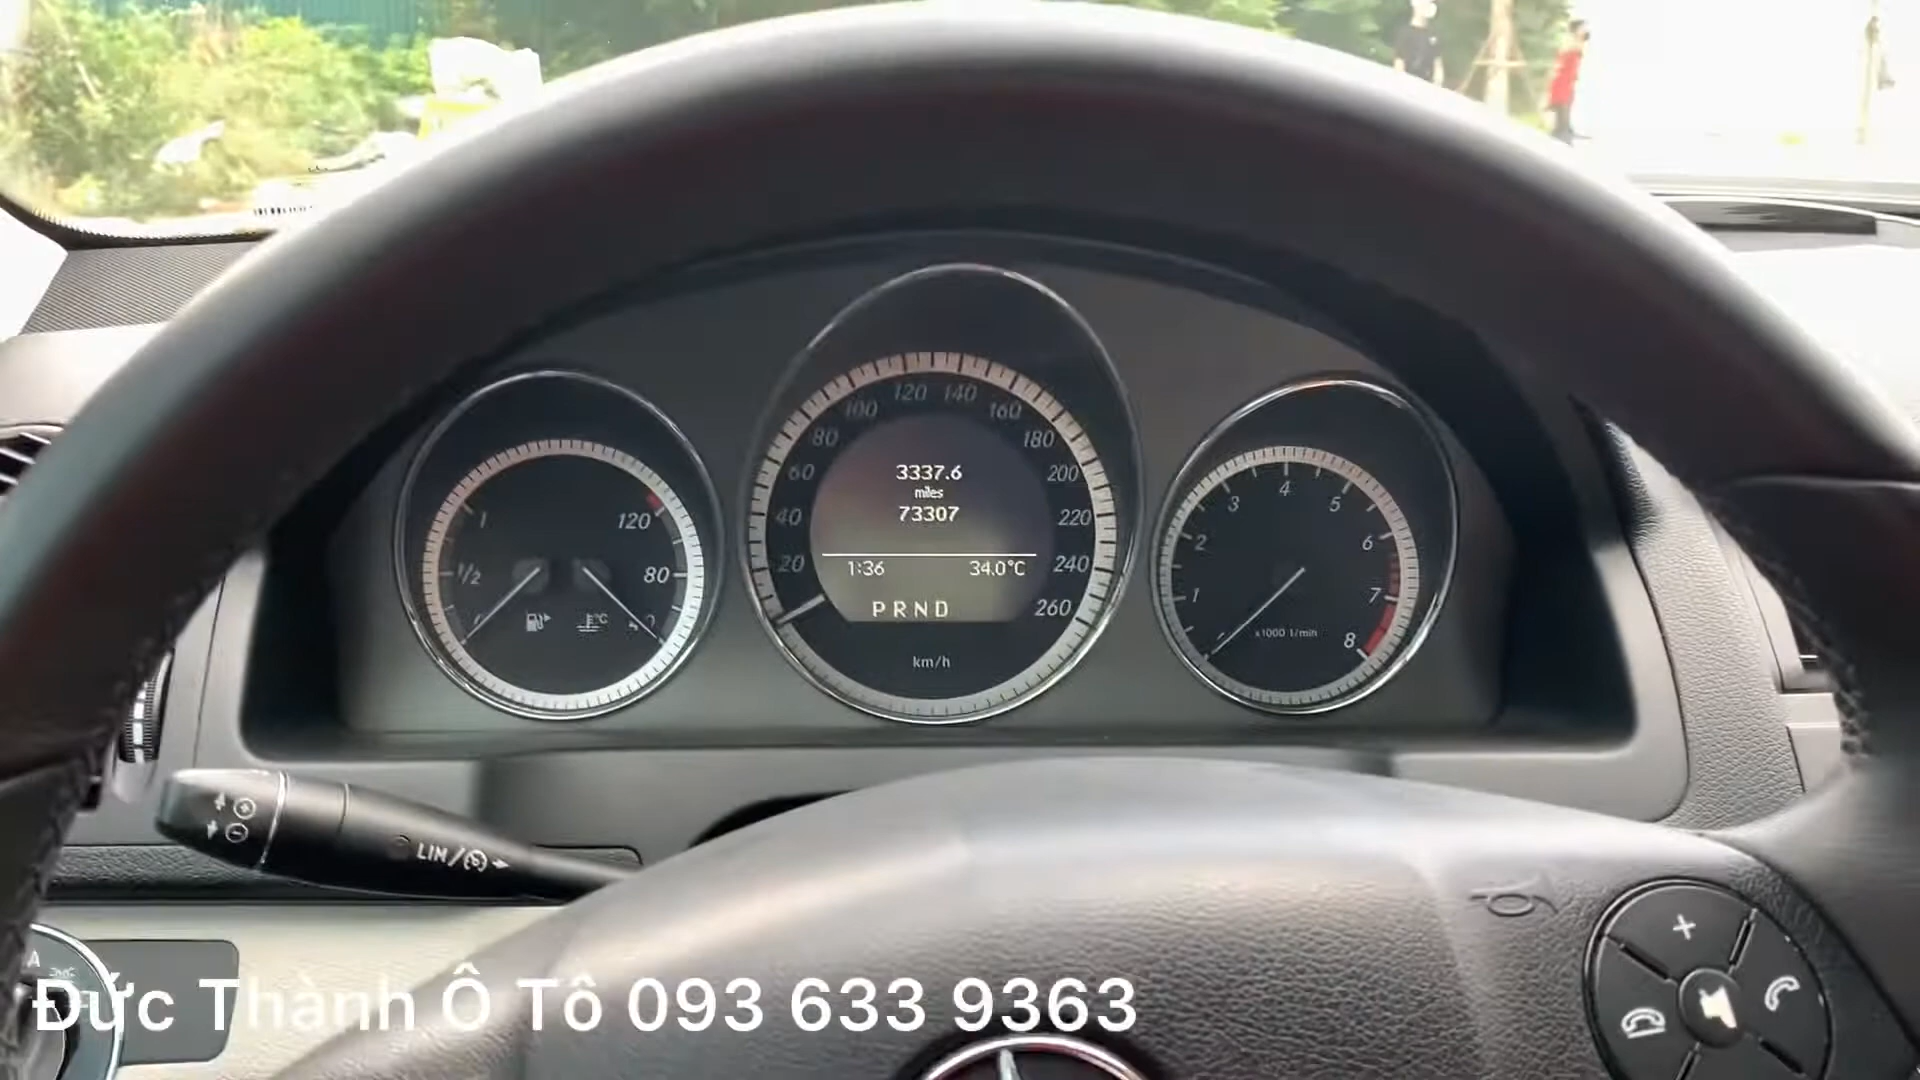 120 140
100 160
80 180
60 200
40 220
20 240
260
3337.6
miles
73307
1:36 34.0°C
P R N D
km/h
1
1/2
120
80
°C
1
2
3
4
5
6
7
8
x1000 1/min
LIM/
+
A
Đức Thành Ô Tô 093 633 9363